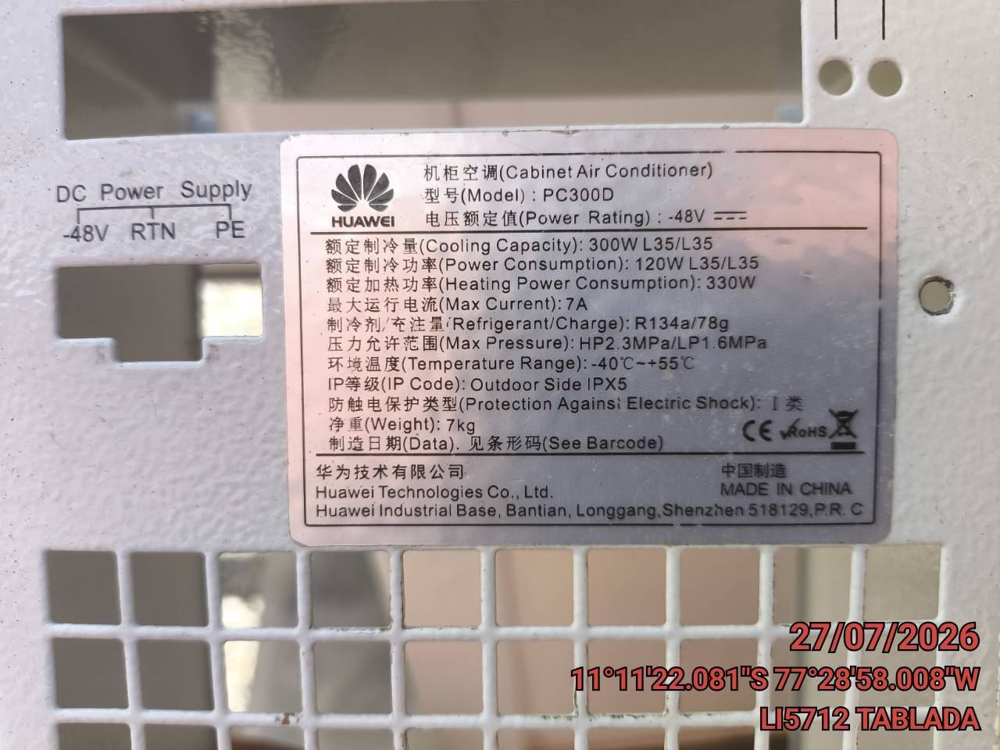 DC Power Supply
-48V RTN PE
HUAWEI
机柜空调(Cabinet Air Conditioner)
型号(Model) : PC300D
电压额定值(Power Rating) : -48V
额定制冷量(Cooling Capacity): 300W L35/L35
额定制冷功率(Power Consumption): 120W L35/L35
额定加热功率(Heating Power Consumption): 330W
最大运行电流(Max Current): 7A
制冷剂/充注量(Refrigerant/Charge): R134a/78g
压力允许范围(Max Pressure): HP2.3MPa/LP1.6MPa
环境温度(Temperature Range): -40℃~+55℃
IP等级(IP Code): Outdoor Side IPX5
防触电保护类型(Protection Against Electric Shock): I 类
净重(Weight): 7kg
CE RoHS
制造日期(Data). 见条形码(See Barcode)
华为技术有限公司
中国制造
Huawei Technologies Co., Ltd.
MADE IN CHINA
Huawei Industrial Base, Bantian, Longgang,Shenzhen 518129,P.R. C
27/07/2026
11°11'22.081"S 77°28'58.008"W
LI5712 TABLADA